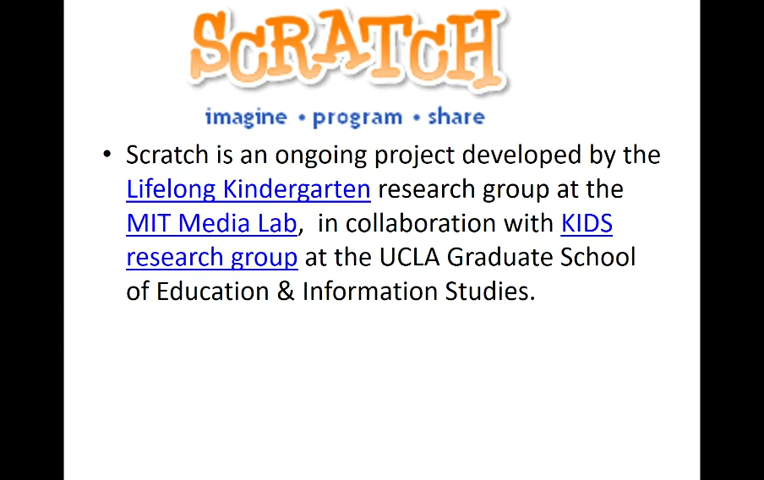 SCRATCH
imagine • program • share
• Scratch is an ongoing project developed by the
Lifelong Kindergarten research group at the
MIT Media Lab, in collaboration with KIDS
research group at the UCLA Graduate School
of Education & Information Studies.